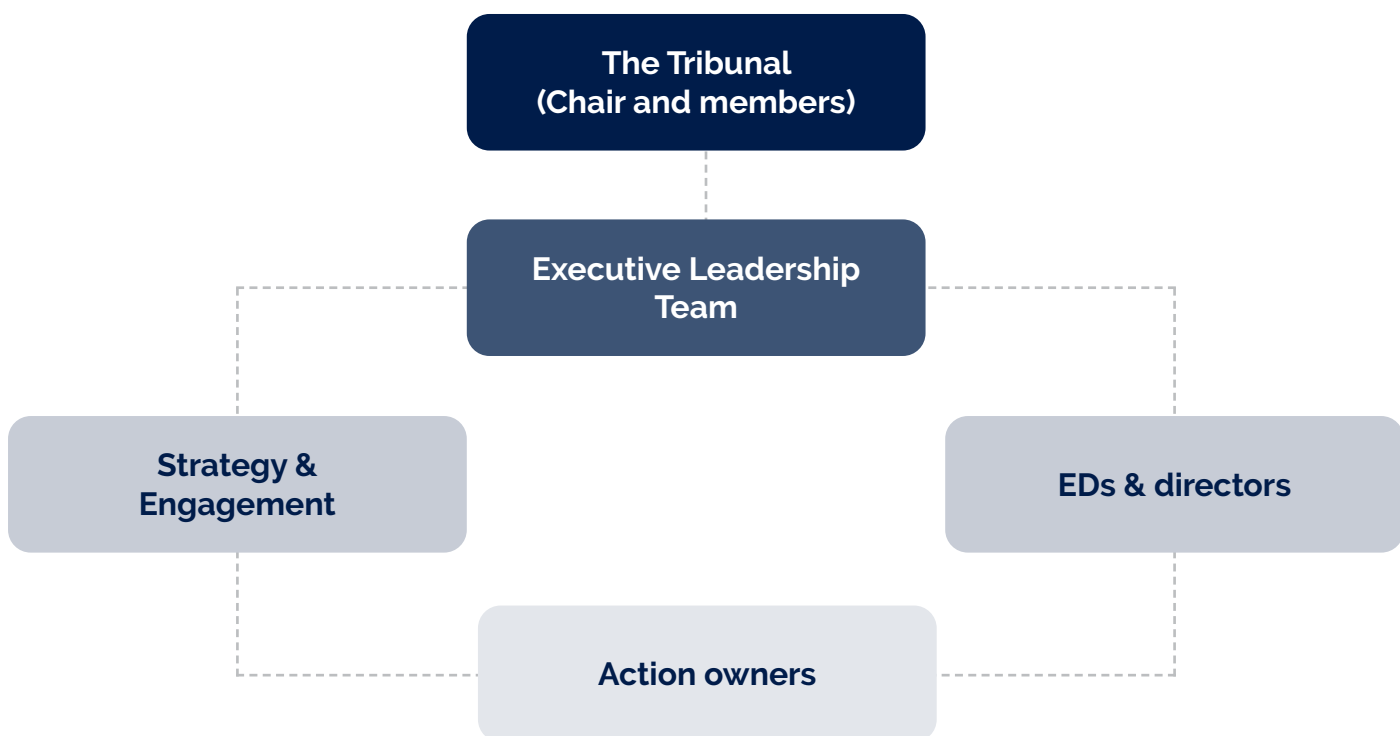 The Tribunal
(Chair and members)
Executive Leadership
Team
Strategy &
Engagement
EDs & directors
Action owners